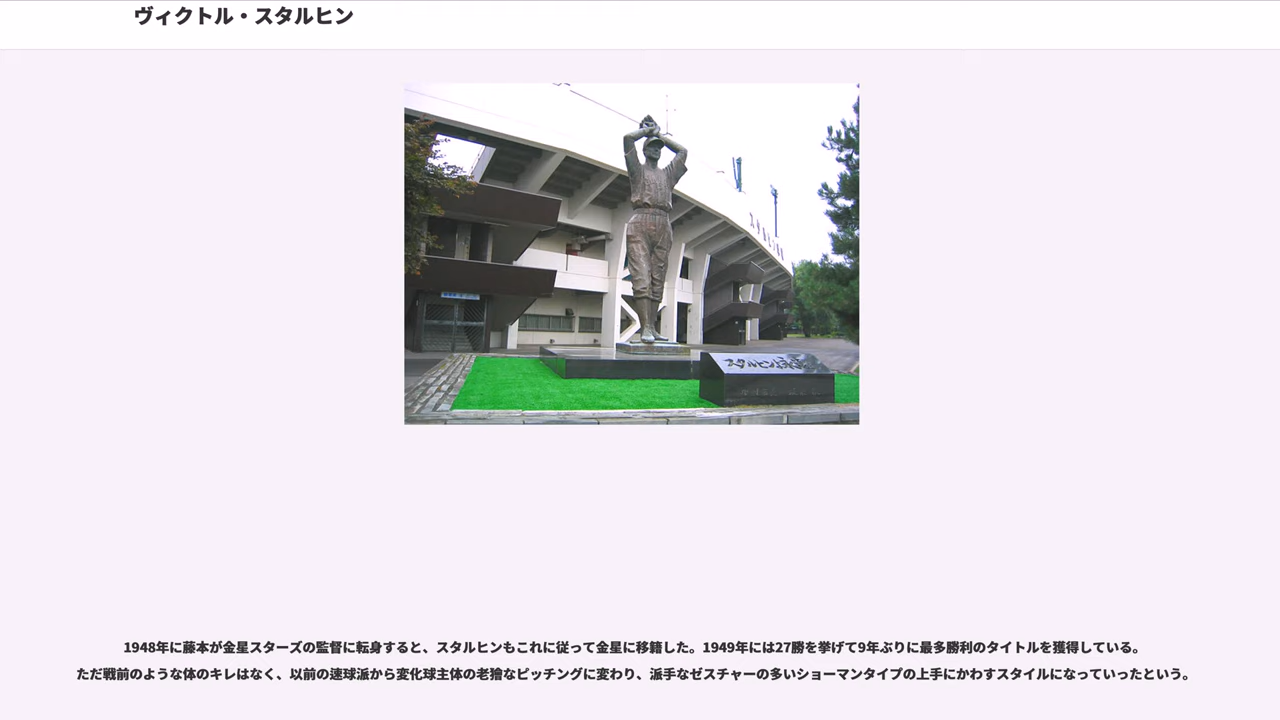 ヴィクトル・スタルヒン
スタルヒン球場
1948年に藤本が金星スターズの監督に転身すると、スタルヒンもこれに従って金星に移籍した。1949年には27勝を挙げて9年ぶりに最多勝利のタイトルを獲得している。
ただ戦前のような体のキレはなく、以前の速球派から変化球主体の老獪なピッチングに変わり、派手なゼスチャーの多いショーマンタイプの上手にかわすスタイルになっていったという。